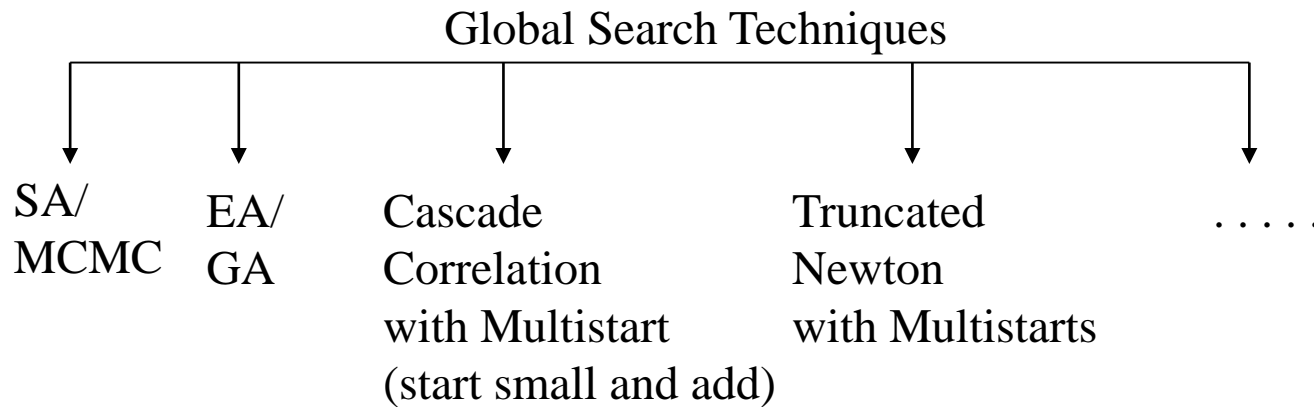 Global Search Techniques
SA/
MCMC
EA/
GA
Cascade
Correlation
with Multistart
(start small and add)
Truncated
Newton
with Multistarts
. . . . .